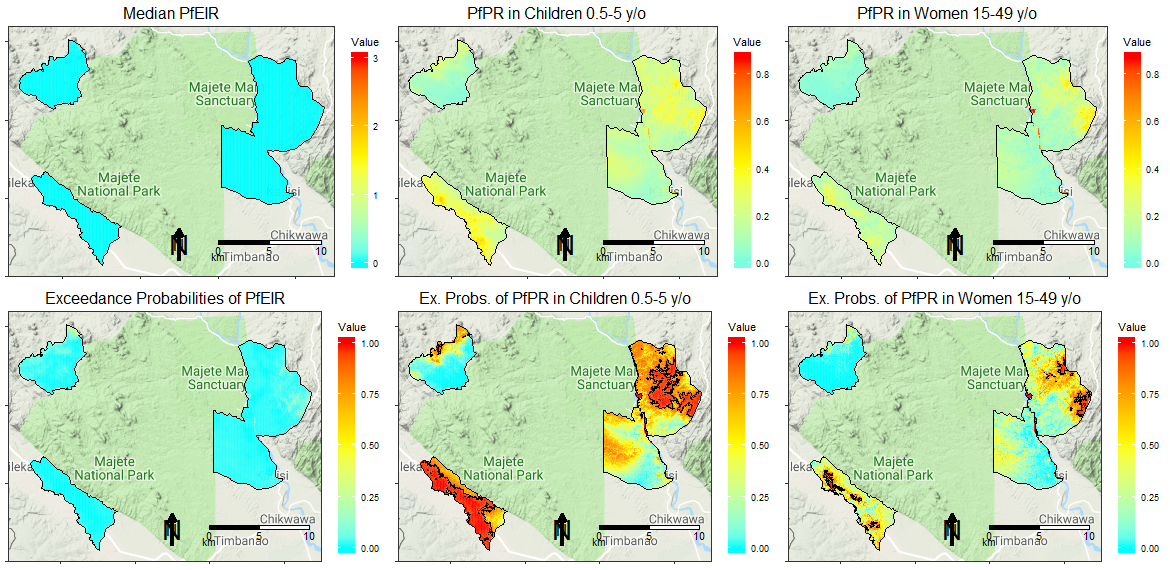 Median PfEIR
Value
3
2
1
0
Majete Ma
Sanctuary
Majete
National Park
ileka
isi
Chikwawa
N
0 5 10
km
Timbanao
PfPR in Children 0.5-5 y/o
Value
0.8
0.6
0.4
0.2
0.0
Majete Ma
Sanctuary
Majete
National Park
ileka
isi
Chikwawa
N
0 5 10
km
Timbanao
PfPR in Women 15-49 y/o
Value
0.8
0.6
0.4
0.2
0.0
Majete Ma
Sanctuary
Majete
National Park
ileka
isi
Chikwawa
N
0 5 10
km
Timbanao
Exceedance Probabilities of PfEIR
Value
1.00
0.75
0.50
0.25
0.00
Majete Ma
Sanctuary
Majete
National Park
ileka
isi
Chikwawa
N
0 5 10
km
Timbanao
Ex. Probs. of PfPR in Children 0.5-5 y/o
Value
1.00
0.75
0.50
0.25
0.00
Majete Ma
Sanctuary
Majete
National Park
ileka
isi
Chikwawa
N
0 5 10
km
Timbanao
Ex. Probs. of PfPR in Women 15-49 y/o
Value
1.00
0.75
0.50
0.25
0.00
Majete Ma
Sanctuary
Majete
National Park
ileka
isi
Chikwawa
N
0 5 10
km
Timbanao